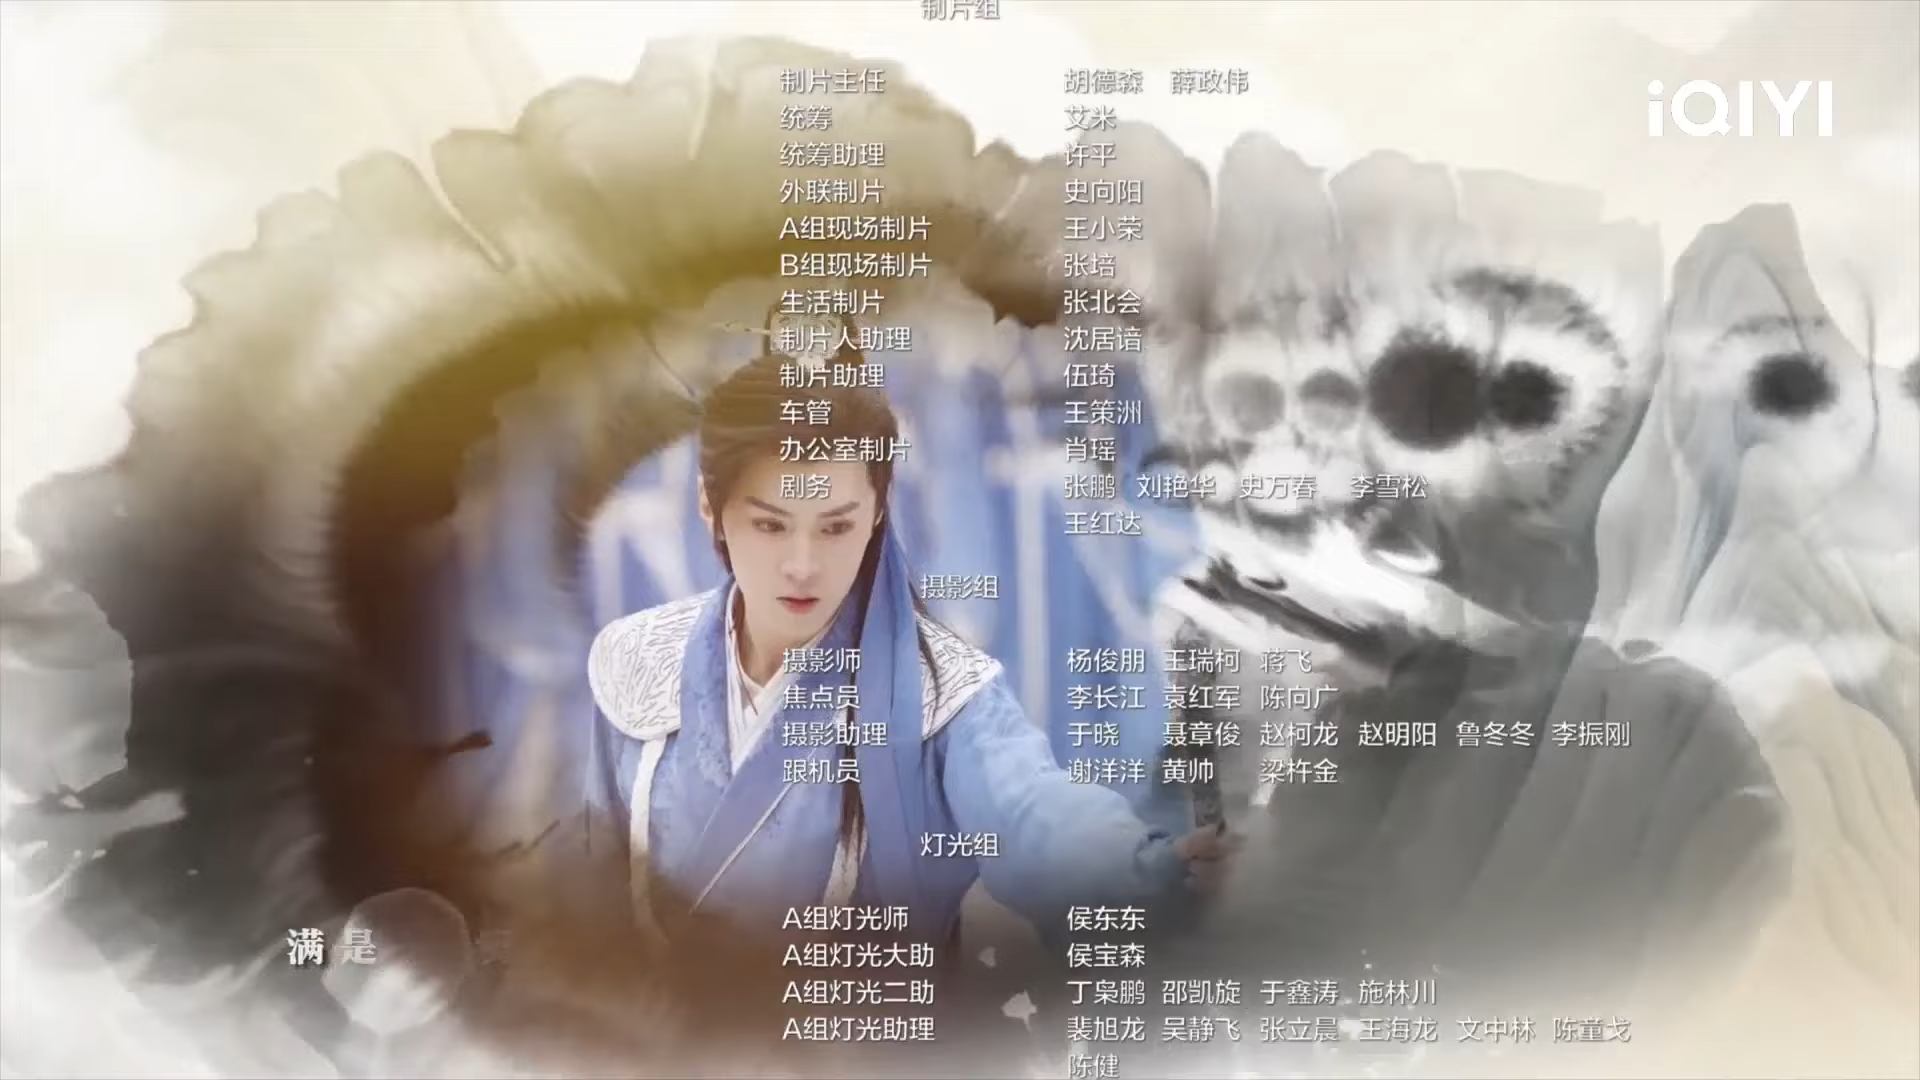 制片组
iQIYI
制片主任 胡德森 薛政伟
统筹 艾米
统筹助理 许平
外联制片 史向阳
A组现场制片 王小荣
B组现场制片 张培
生活制片 张北会
制片人助理 沈居谙
制片助理 伍琦
车管 王策洲
办公室制片 肖瑶
剧务 张鹏 刘艳华 史万春 李雪松
王红达
摄影组
摄影师 杨俊朋 王瑞柯 蒋飞
焦点员 李长江 袁红军 陈向广
摄影助理 于晓 聂章俊 赵柯龙 赵明阳 鲁冬冬 李振刚
跟机员 谢洋洋 黄帅 梁杵金
灯光组
A组灯光师 侯东东
满是
A组灯光大助 侯宝森
A组灯光二助 丁枭鹏 邵凯旋 于鑫涛 施林川
A组灯光助理 裴旭龙 吴静飞 张立晨 王海龙 文中林 陈童戈
陈健